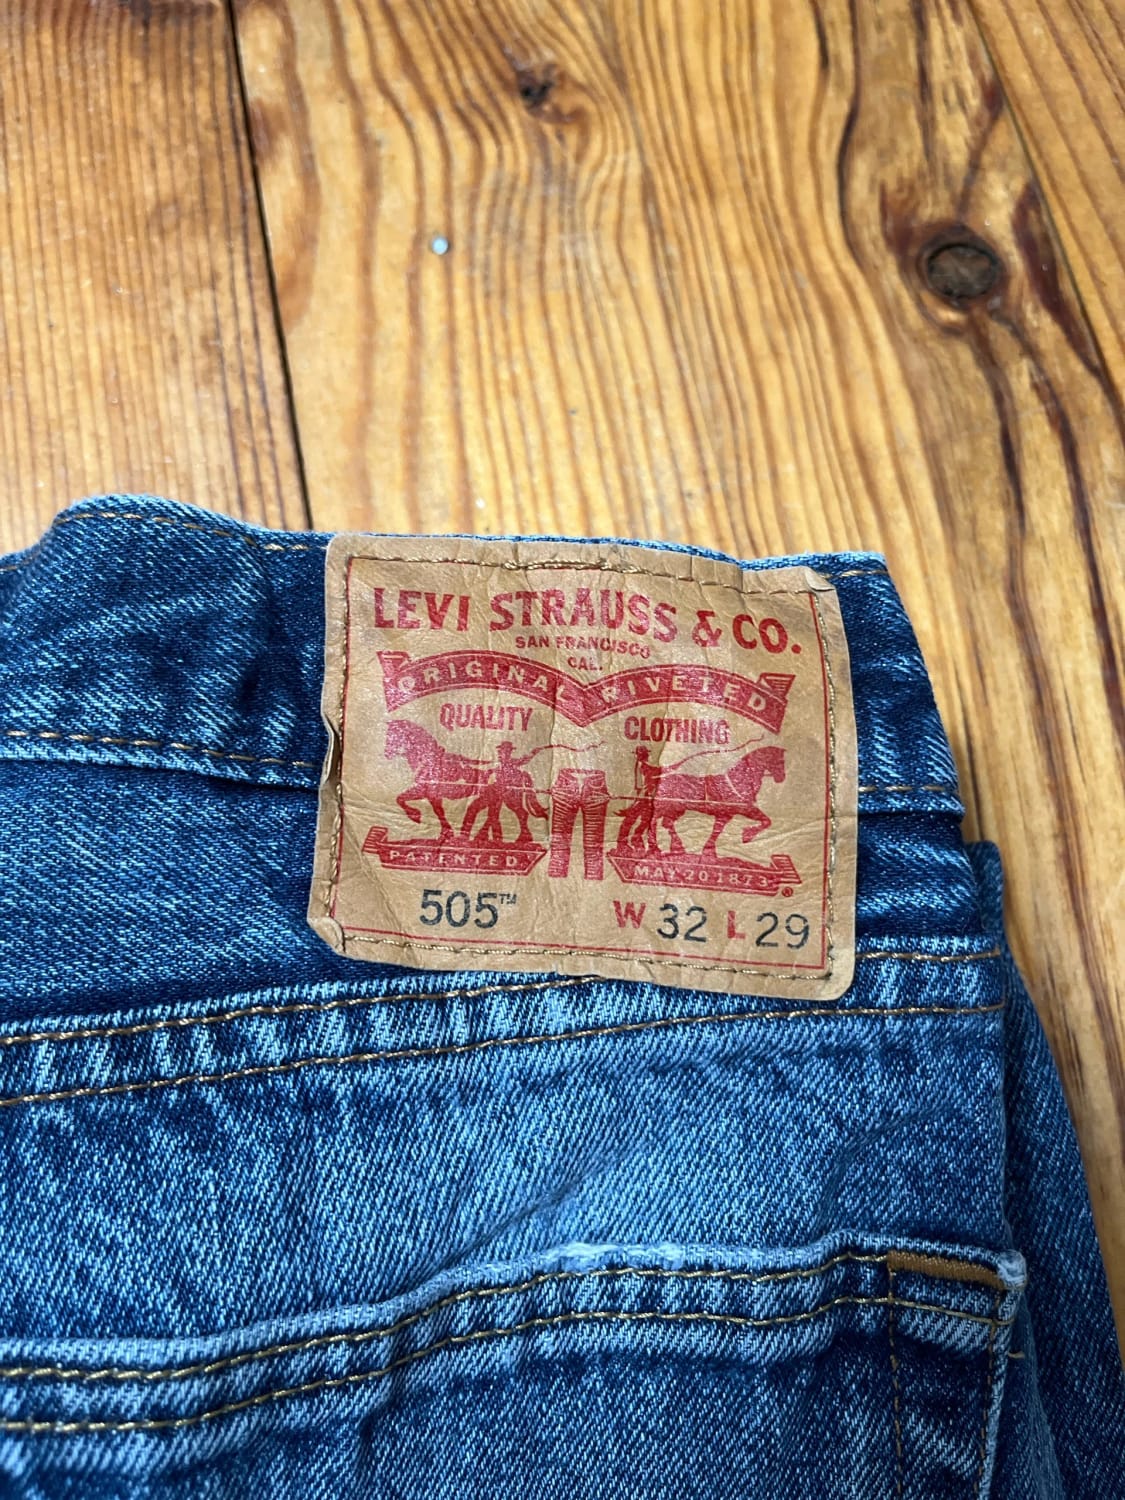 LEVI STRAUSS & CO.
SAN FRANCISCO
CAL.
ORIGINAL RIVETED
QUALITY CLOTHING
PATENTED MAY 20 1873 ®
505™ W 32 L 29